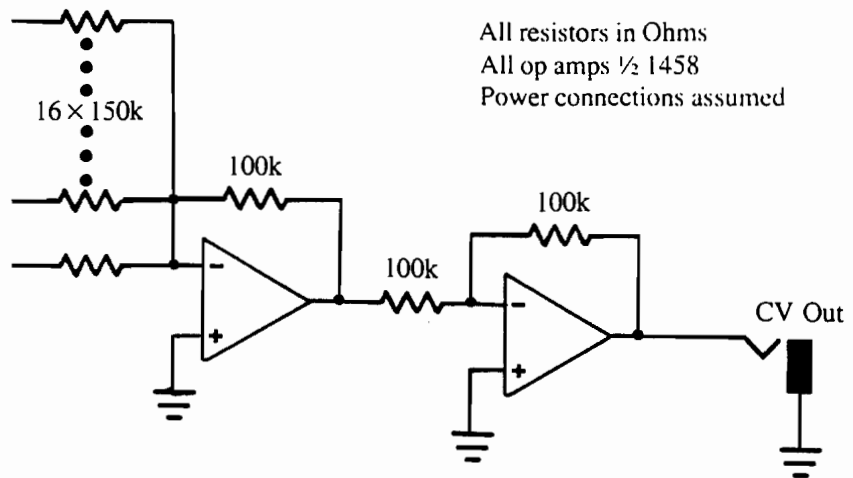 All resistors in Ohms
All op amps ½ 1458
Power connections assumed
16 × 150k
100k
100k
100k
CV Out